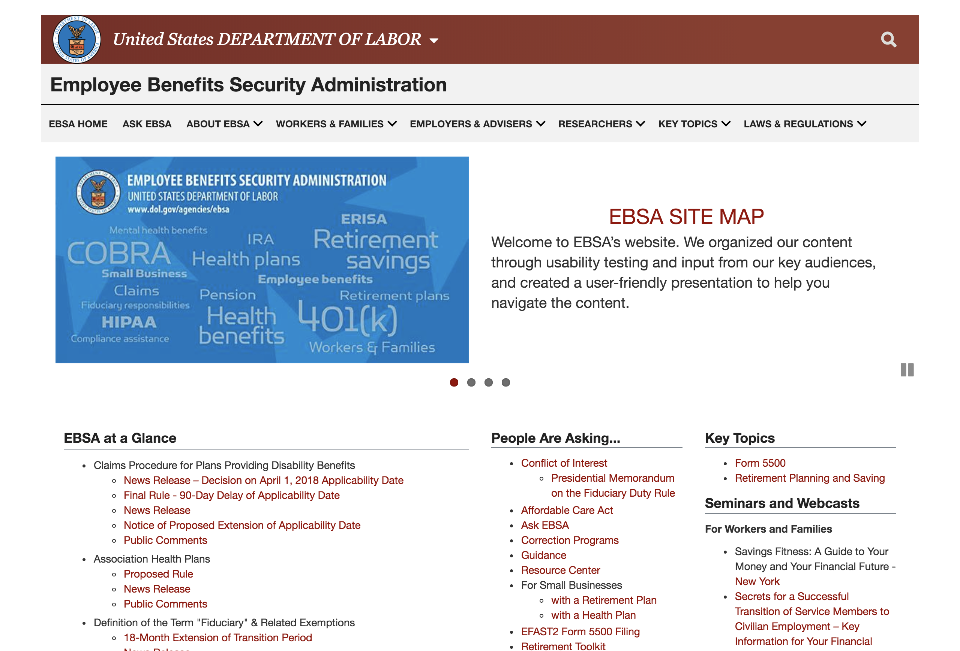 United States DEPARTMENT OF LABOR
Employee Benefits Security Administration
EBSA HOME ASK EBSA ABOUT EBSA WORKERS & FAMILIES EMPLOYERS & ADVISERS RESEARCHERS KEY TOPICS LAWS & REGULATIONS
EMPLOYEE BENEFITS SECURITY ADMINISTRATION
UNITED STATES DEPARTMENT OF LABOR
www.dol.gov/agencies/ebsa
Mental health benefits
ERISA
COBRA
IRA
Retirement savings
Health plans
Small Business
Employee benefits
Claims
Pension
Retirement plans
Fiduciary responsibilities
HIPAA
Health benefits
401(k)
Compliance assistance
Workers & Families
EBSA SITE MAP
Welcome to EBSA's website. We organized our content
through usability testing and input from our key audiences,
and created a user-friendly presentation to help you
navigate the content.
EBSA at a Glance
Claims Procedure for Plans Providing Disability Benefits
News Release – Decision on April 1, 2018 Applicability Date
Final Rule - 90-Day Delay of Applicability Date
News Release
Notice of Proposed Extension of Applicability Date
Public Comments
Association Health Plans
Proposed Rule
News Release
Public Comments
Definition of the Term "Fiduciary" & Related Exemptions
18-Month Extension of Transition Period
People Are Asking...
Conflict of Interest
Presidential Memorandum
on the Fiduciary Duty Rule
Affordable Care Act
Ask EBSA
Correction Programs
Guidance
Resource Center
For Small Businesses
with a Retirement Plan
with a Health Plan
EFAST2 Form 5500 Filing
Retirement Toolkit
Key Topics
Form 5500
Retirement Planning and Saving
Seminars and Webcasts
For Workers and Families
Savings Fitness: A Guide to Your
Money and Your Financial Future -
New York
Secrets for a Successful
Transition of Service Members to
Civilian Employment – Key
Information for Your Financial